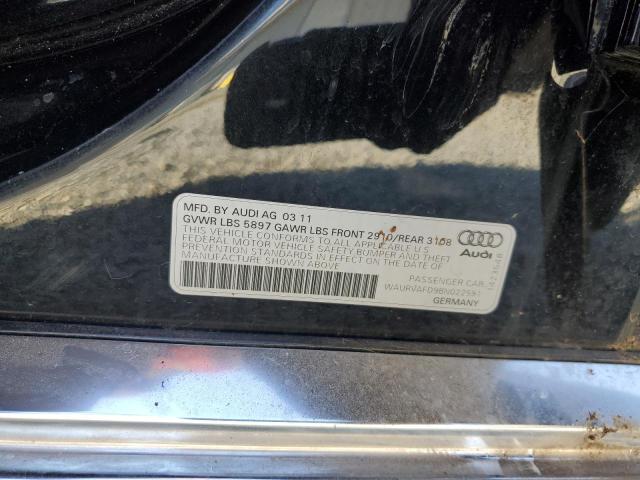 MFD. BY AUDI AG 03 11
GVWR LBS 5897 GAWR LBS FRONT 2910/REAR 3108
THIS VEHICLE CONFORMS TO ALL APPLICABLE U.S.
FEDERAL MOTOR VEHICLE SAFETY,BUMPER AND THEFT
PREVENTION STANDARDS IN EFFECT ON THE DATE OF
MANUFACTURE SHOWN ABOVE
Audi
PASSENGER CAR
GERMANY